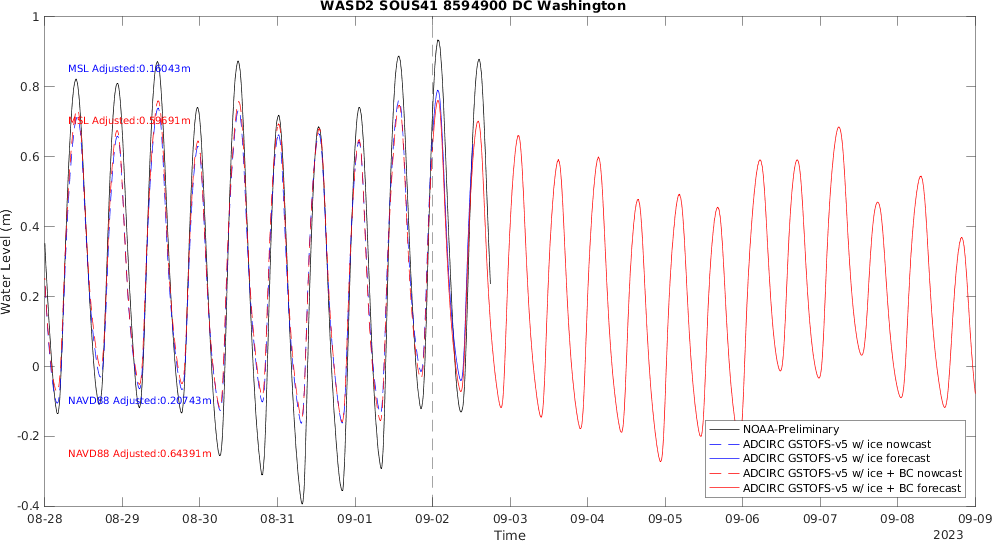 WASD2 SOUS41 8594900 DC Washington
Water Level (m)
1
0.8
0.6
0.4
0.2
0
-0.2
-0.4
MSL Adjusted:0.16043m
MSL Adjusted:0.59691m
NAVD88 Adjusted:0.20743m
NAVD88 Adjusted:0.64391m
NOAA-Preliminary
ADCIRC GSTOFS-v5 w/ ice nowcast
ADCIRC GSTOFS-v5 w/ ice forecast
ADCIRC GSTOFS-v5 w/ ice + BC nowcast
ADCIRC GSTOFS-v5 w/ ice + BC forecast
08-28 08-29 08-30 08-31 09-01 09-02 09-03 09-04 09-05 09-06 09-07 09-08 09-09
Time
2023